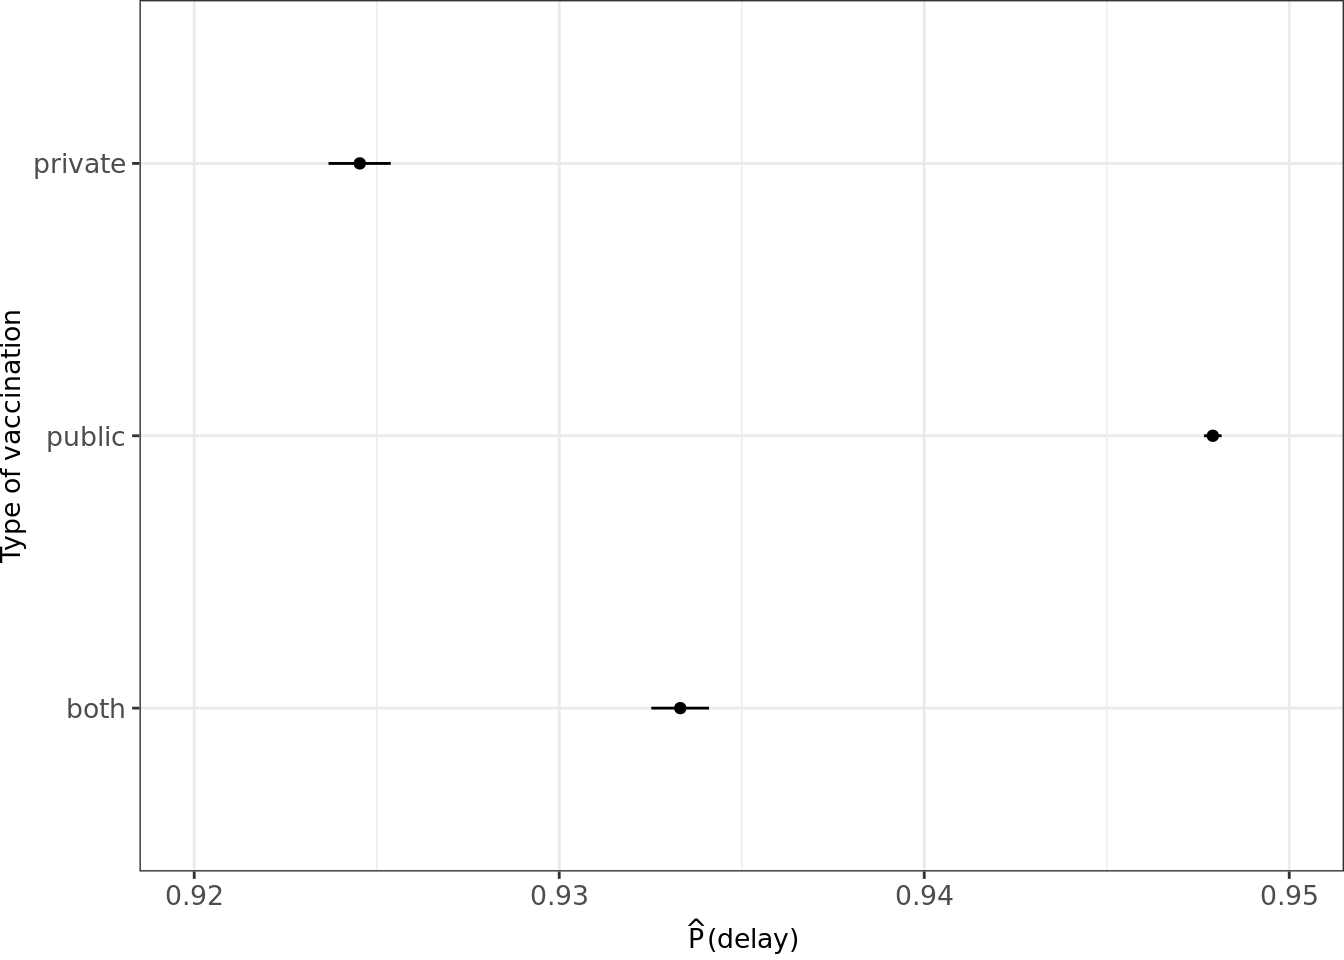 Type of vaccination
private
public
both
0.92 0.93 0.94 0.95
P̂(delay)